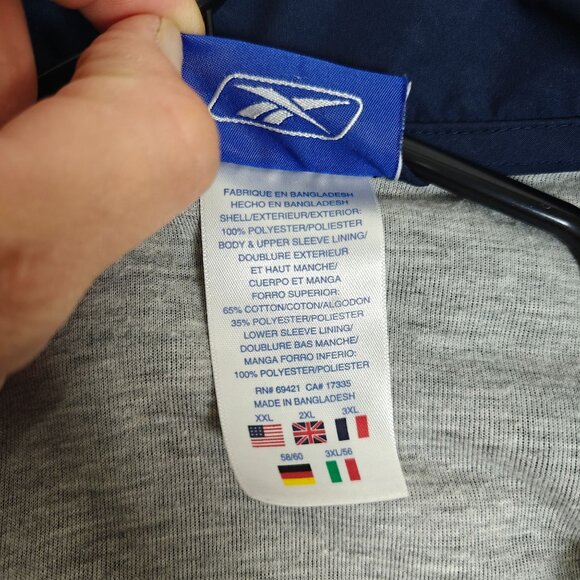 FABRIQUE EN BANGLADESH
HECHO EN BANGLADESH
SHELL/EXTERIEUR/EXTERIOR:
100% POLYESTER/POLIESTER
BODY & UPPER SLEEVE LINING/
DOUBLURE EXTERIEUR
ET HAUT MANCHE/
CUERPO ET MANGA
FORRO SUPERIOR:
65% COTTON/COTON/ALGODON
35% POLYESTER/POLIESTER
LOWER SLEEVE LINING/
DOUBLURE BAS MANCHE/
MANGA FORRO INFERIO:
100% POLYESTER/POLIESTER
RN# 69421 CA# 17335
MADE IN BANGLADESH
XXL 2XL 3XL
58/60 3XL/56